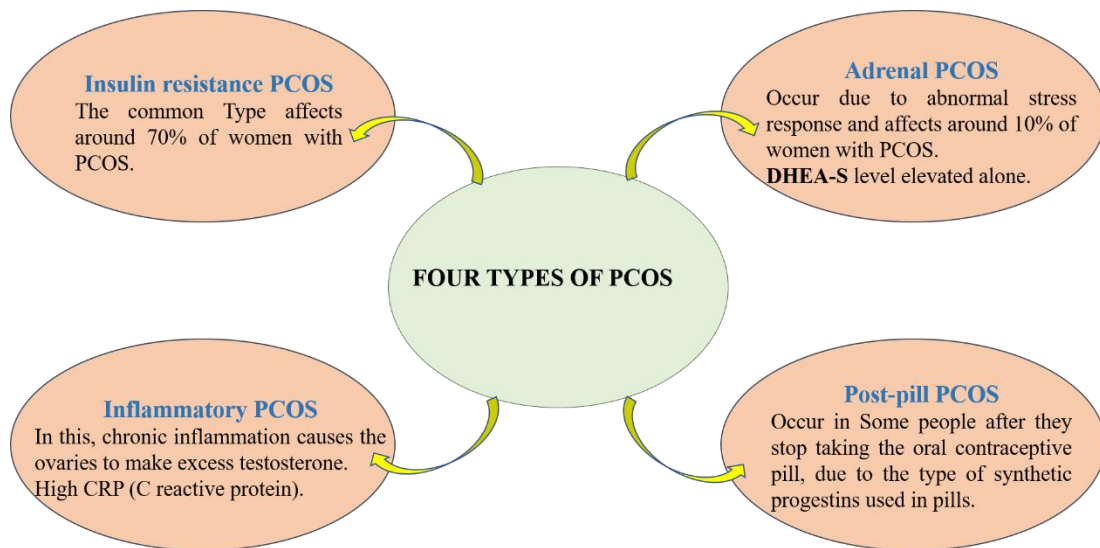 Insulin resistance PCOS
The common Type affects
around 70% of women with
PCOS.
Adrenal PCOS
Occur due to abnormal stress
response and affects around 10% of
women with PCOS.
DHEA-S level elevated alone.
FOUR TYPES OF PCOS
Inflammatory PCOS
In this, chronic inflammation causes the
ovaries to make excess testosterone.
High CRP (C reactive protein).
Post-pill PCOS
Occur in Some people after they
stop taking the oral contraceptive
pill, due to the type of synthetic
progestins used in pills.